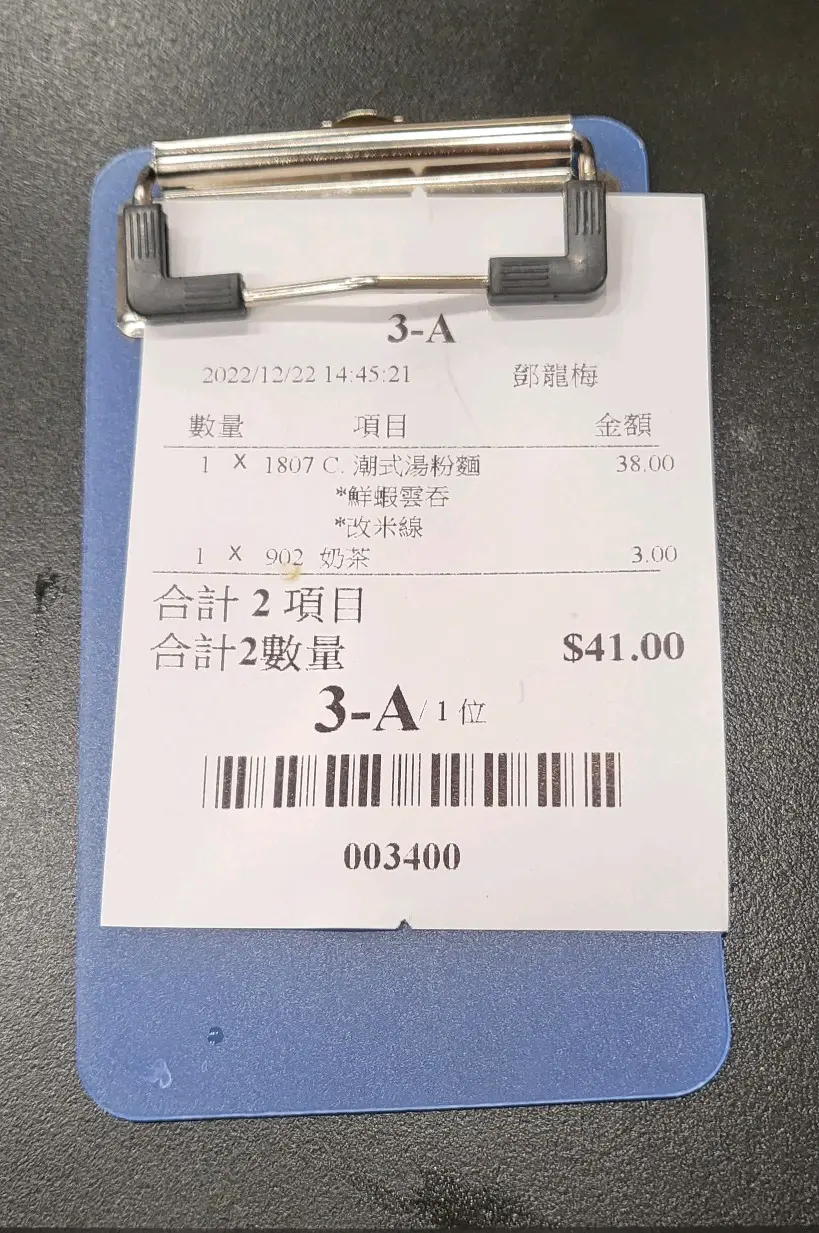 3-A
2022/12/22 14:45:21 鄧龍梅
數量 項目 金額
1 X 1807 C. 潮式湯粉麵 38.00
*鮮蝦雲吞
*改米線
1 X 902 奶茶 3.00
合計 2 項目
合計2數量 $41.00
3-A / 1 位
003400